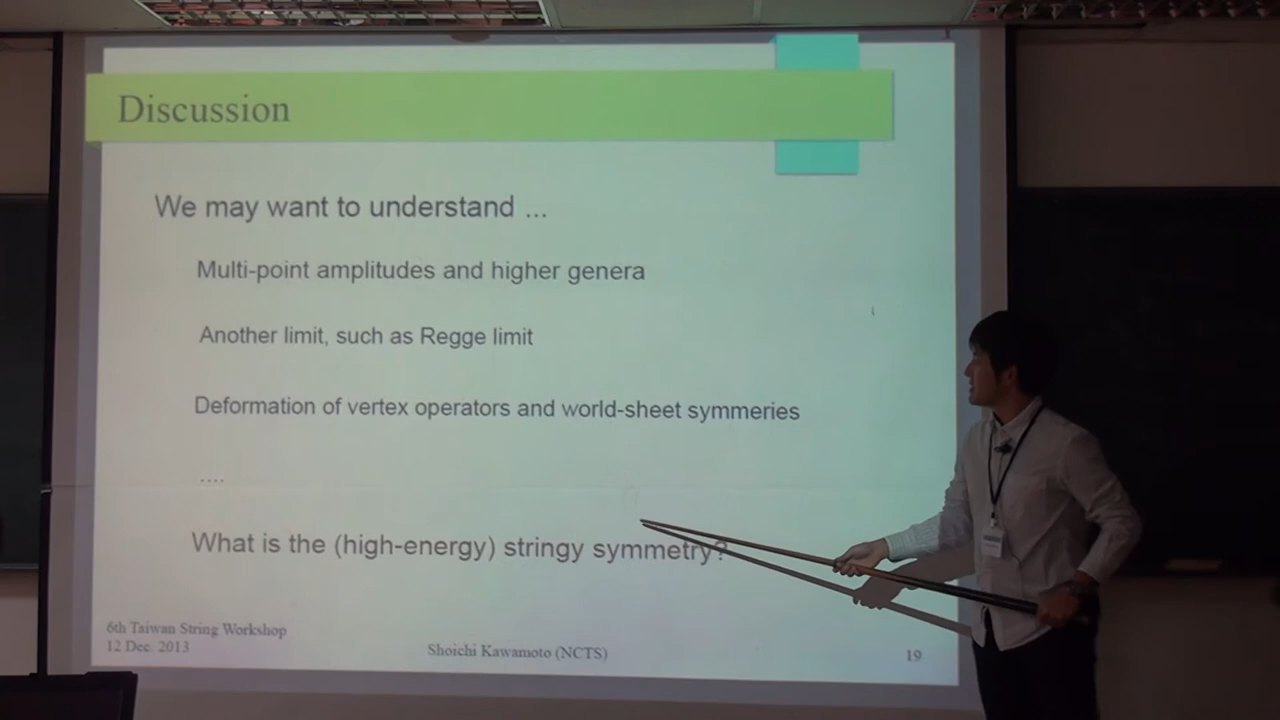 Discussion
We may want to understand ...
Multi-point amplitudes and higher genera
Another limit, such as Regge limit
Deformation of vertex operators and world-sheet symmeries
....
What is the (high-energy) stringy symmetry?
6th Taiwan String Workshop
12 Dec. 2013
Shoichi Kawamoto (NCTS)
19